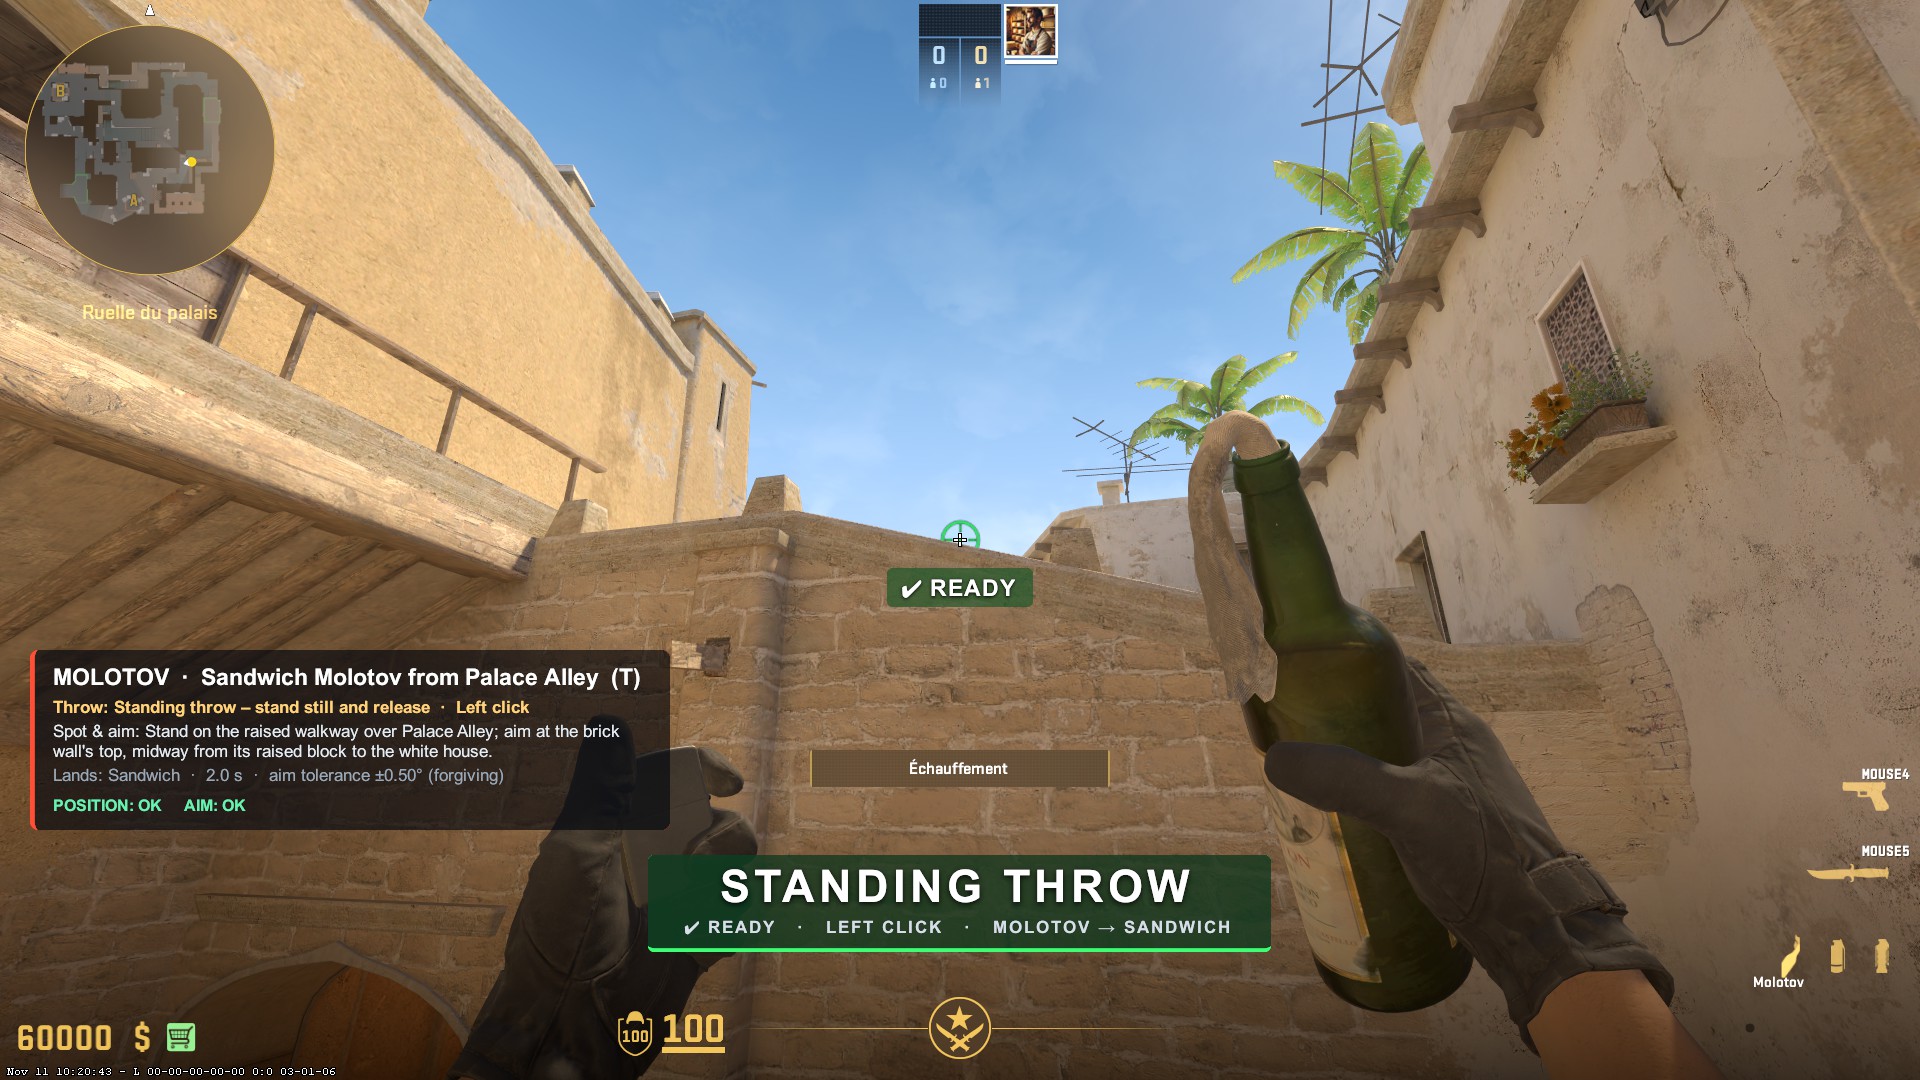 B
A
Ruelle du palais
0 0
0 1
✔ READY
MOLOTOV · Sandwich Molotov from Palace Alley (T)
Throw: Standing throw – stand still and release · Left click
Spot & aim: Stand on the raised walkway over Palace Alley; aim at the brick
wall's top, midway from its raised block to the white house.
Lands: Sandwich · 2.0 s · aim tolerance ±0.50° (forgiving)
POSITION: OK AIM: OK
Échauffement
MOUSE4
MOUSE5
STANDING THROW
✔ READY · LEFT CLICK · MOLOTOV → SANDWICH
Molotov
60000 $
100 100
Nov 11 10:20:43 - L 00-00-00-00-00 0:0 03-01-06